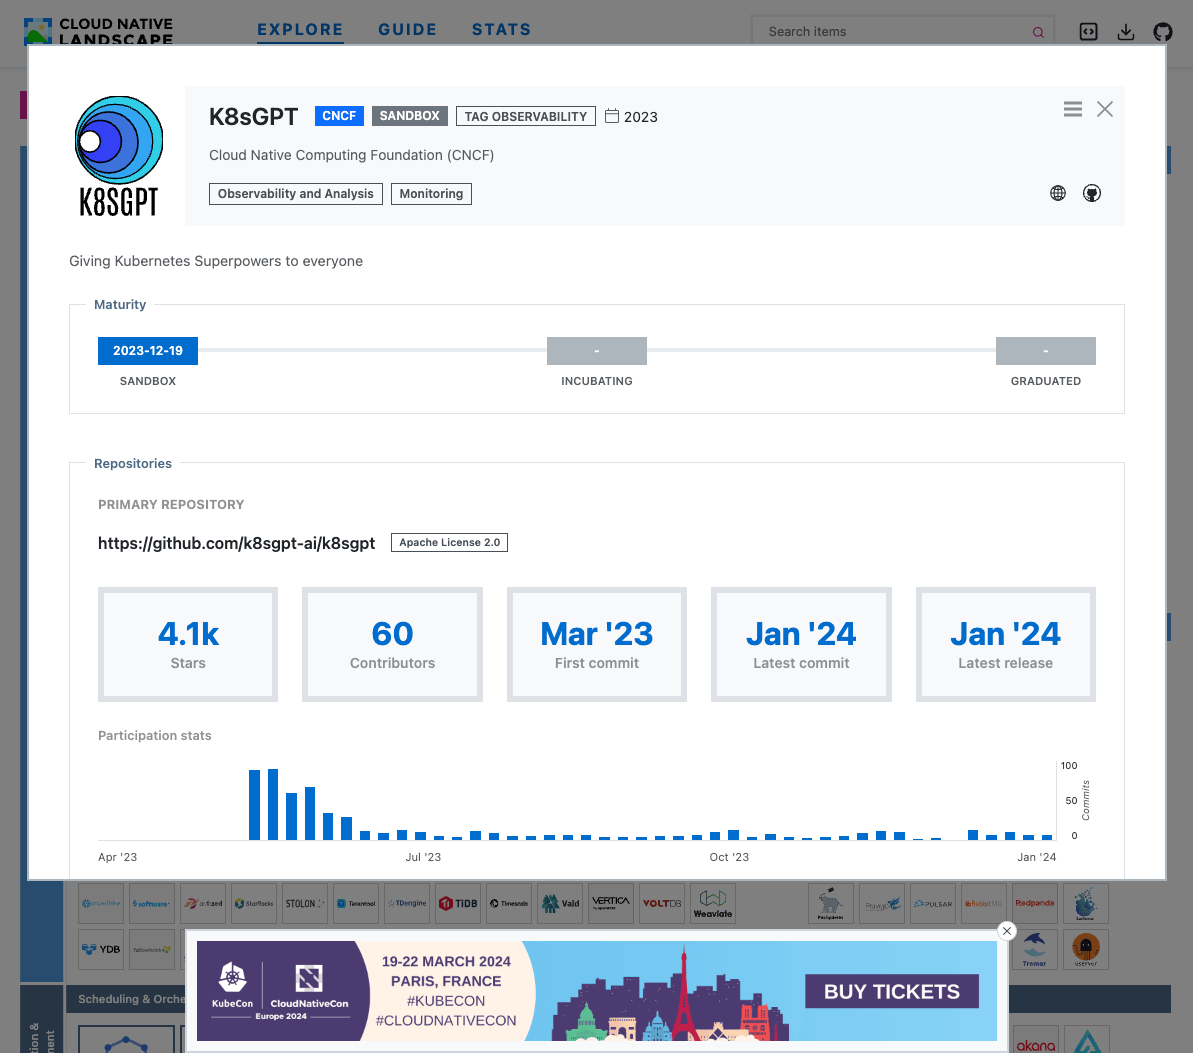 CLOUD NATIVE
LANDSCAPE
EXPLORE
GUIDE
STATS
Search items
K8SGPT
K8sGPT
CNCF
SANDBOX
TAG OBSERVABILITY
2023
Cloud Native Computing Foundation (CNCF)
Observability and Analysis
Monitoring
Giving Kubernetes Superpowers to everyone
Maturity
2023-12-19
-
-
SANDBOX
INCUBATING
GRADUATED
Repositories
PRIMARY REPOSITORY
https://github.com/k8sgpt-ai/k8sgpt
Apache License 2.0
4.1k
Stars
60
Contributors
Mar '23
First commit
Jan '24
Latest commit
Jan '24
Latest release
Participation stats
100
50
0
Commits
Apr '23
Jul '23
Oct '23
Jan '24
StarRocks
STOLON
Tarantool
TDengine
TiDB
Timescale
Vald
VERTICA
VOLTDB
Weaviate
Pachyderm
Pravega
PULSAR
RabbitMQ
Redpanda
YDB
Yellowbrick
Tremor
Scheduling & Orche
KubeCon
CloudNativeCon
Europe 2024
19-22 MARCH 2024
PARIS, FRANCE
#KUBECON
#CLOUDNATIVECON
BUY TICKETS
akana